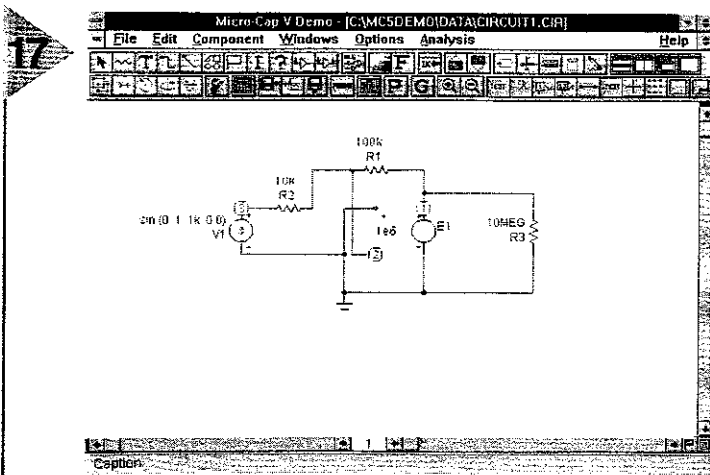 17
Micro-Cap V Demo - [C:\MC5DEMO\DATA\CIRCUIT1.CIR]
File Edit Component Windows Options Analysis Help
100k
R1
10K
R2
sin (0 1 1k 0 0)
V1
1e6
2
E1
10MEG
R3
1
Caption